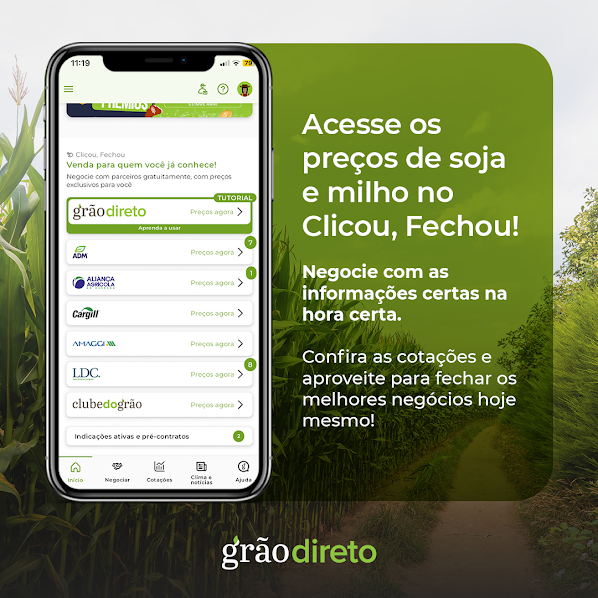 11:19
79
PRÊMIOS
Clicou, Fechou
Venda para quem você já conhece!
Negocie com parceiros gratuitamente, com preços
exclusivos para você
TUTORIAL
grãodireto Preços agora
Aprenda a usar
7
ADM Preços agora
1
ALIANÇA
AGRÍCOLA
Preços agora
Cargill Preços agora
AMAGGI Preços agora
8
LDC. Preços agora
clubedogrão Preços agora
Indicações ativas e pré-contratos 2
Início Negociar Cotações Clima e notícias Ajuda
Acesse os
preços de soja
e milho no
Clicou, Fechou!
Negocie com as
informações certas na
hora certa.
Confira as cotações e
aproveite para fechar os
melhores negócios hoje
mesmo!
grãodireto